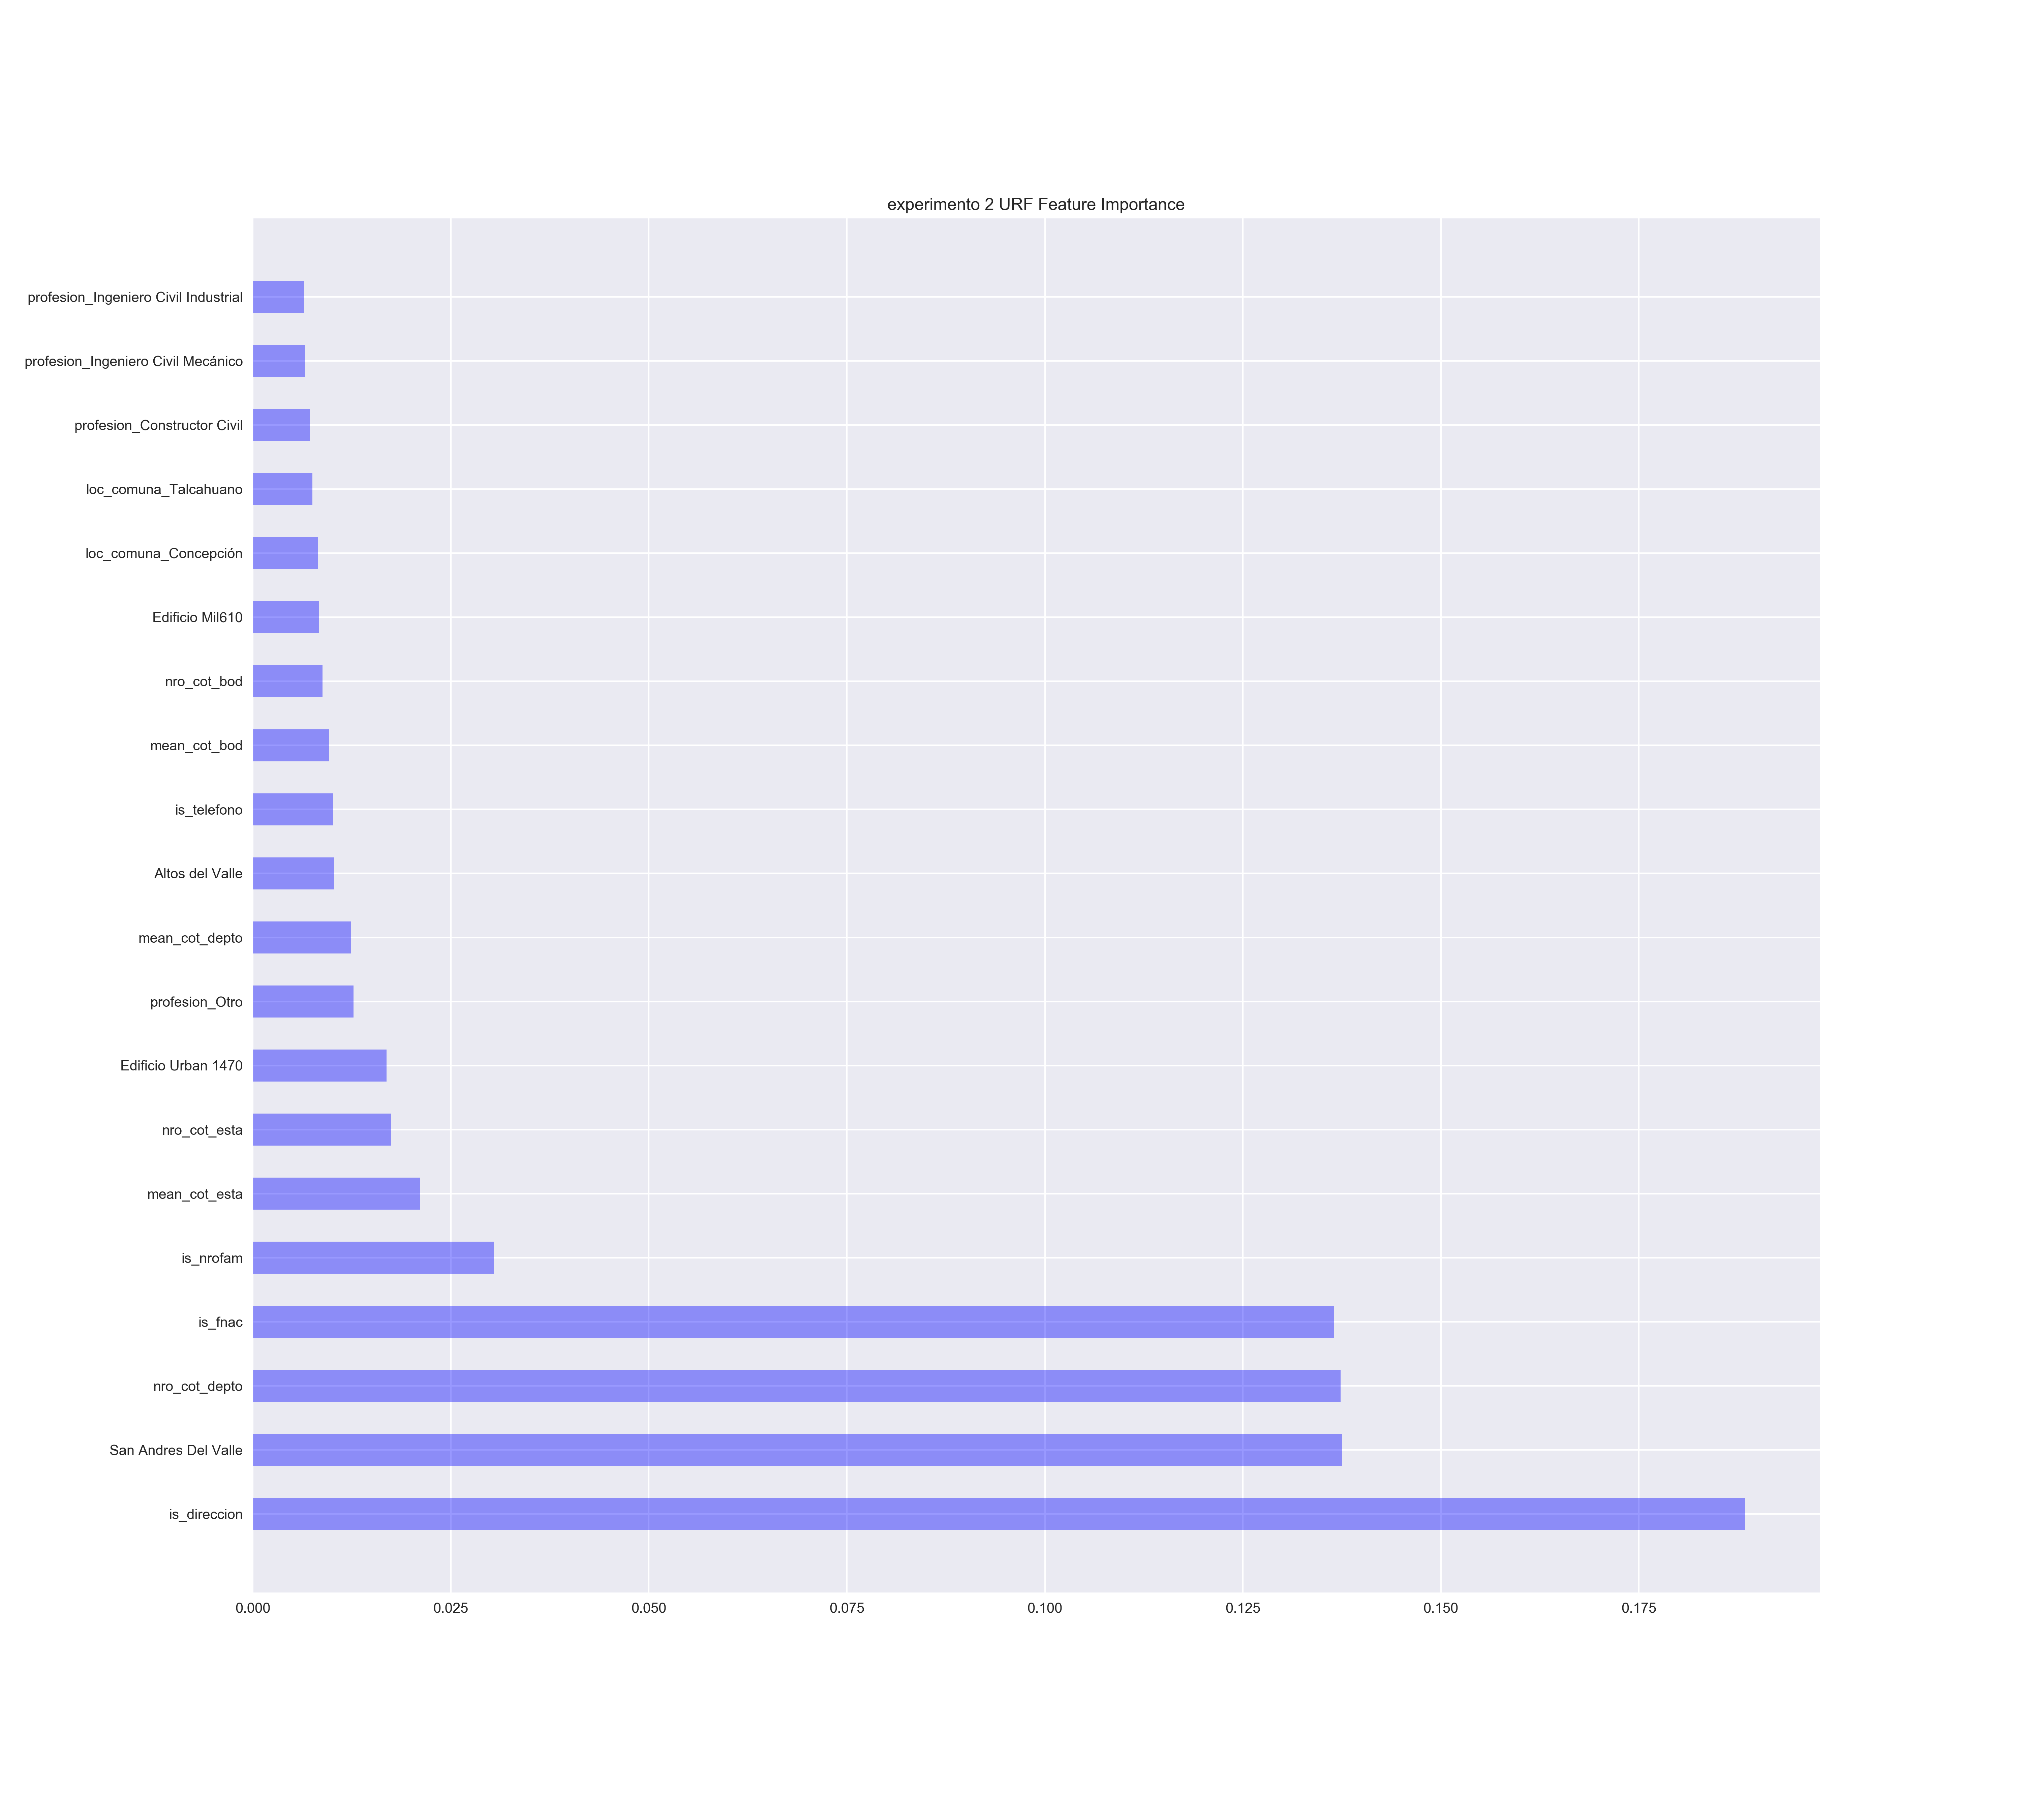 experimento 2 URF Feature Importance
profesion_Ingeniero Civil Industrial
profesion_Ingeniero Civil Mecánico
profesion_Constructor Civil
loc_comuna_Talcahuano
loc_comuna_Concepción
Edificio Mil610
nro_cot_bod
mean_cot_bod
is_telefono
Altos del Valle
mean_cot_depto
profesion_Otro
Edificio Urban 1470
nro_cot_esta
mean_cot_esta
is_nrofam
is_fnac
nro_cot_depto
San Andres Del Valle
is_direccion
0.000 0.025 0.050 0.075 0.100 0.125 0.150 0.175